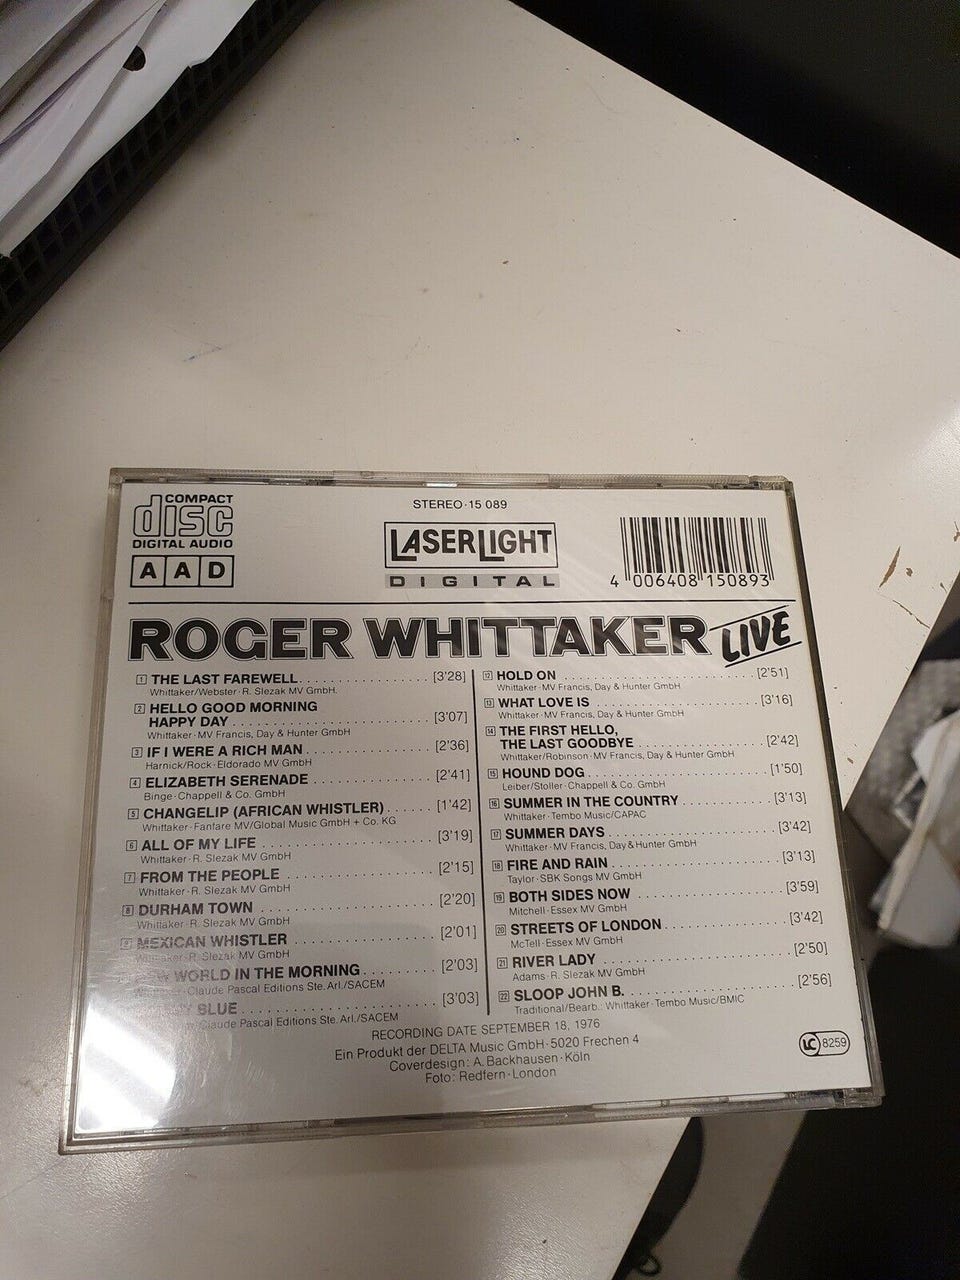 COMPACT
disc
DIGITAL AUDIO
AAD
STEREO·15 089
LASERLIGHT
DIGITAL
4 006408 150893
ROGER WHITTAKER LIVE
1 THE LAST FAREWELL [3'28]
Whittaker/Webster·R. Slezak MV GmbH.
2 HELLO GOOD MORNING
HAPPY DAY [3'07]
Whittaker·MV Francis, Day & Hunter GmbH
3 IF I WERE A RICH MAN [2'36]
Harnick/Rock·Eldorado MV GmbH
4 ELIZABETH SERENADE [2'41]
Binge·Chappell & Co. GmbH
5 CHANGELIP (AFRICAN WHISTLER) [1'42]
Whittaker·Fanfare MV/Global Music GmbH + Co. KG
6 ALL OF MY LIFE [3'19]
Whittaker·R. Slezak MV GmbH
7 FROM THE PEOPLE [2'15]
Whittaker·R. Slezak MV GmbH
8 DURHAM TOWN [2'20]
Whittaker·R. Slezak MV GmbH
9 MEXICAN WHISTLER [2'01]
Whittaker·R. Slezak MV GmbH
WORLD IN THE MORNING [2'03]
Claude Pascal Editions Ste. Arl./SACEM
BLUE [3'03]
Claude Pascal Editions Ste. Arl./SACEM
12 HOLD ON [2'51]
Whittaker·MV Francis, Day & Hunter GmbH
13 WHAT LOVE IS [3'16]
Whittaker·MV Francis, Day & Hunter GmbH
14 THE FIRST HELLO,
THE LAST GOODBYE [2'42]
Whittaker/Robinson·MV Francis, Day & Hunter GmbH
15 HOUND DOG [1'50]
Leiber/Stoller·Chappell & Co. GmbH
16 SUMMER IN THE COUNTRY [3'13]
Whittaker·Tembo Music/CAPAC
17 SUMMER DAYS [3'42]
Whittaker·MV Francis, Day & Hunter GmbH
18 FIRE AND RAIN [3'13]
Taylor·SBK Songs MV GmbH
19 BOTH SIDES NOW [3'59]
Mitchell·Essex MV GmbH
20 STREETS OF LONDON [3'42]
McTell·Essex MV GmbH
21 RIVER LADY [2'50]
Adams·R. Slezak MV GmbH
22 SLOOP JOHN B. [2'56]
Traditional/Bearb.: Whittaker·Tembo Music/BMIC
RECORDING DATE SEPTEMBER 18, 1976
Ein Produkt der DELTA Music GmbH·5020 Frechen 4
Coverdesign: A. Backhausen·Köln
Foto: Redfern·London
LC 8259